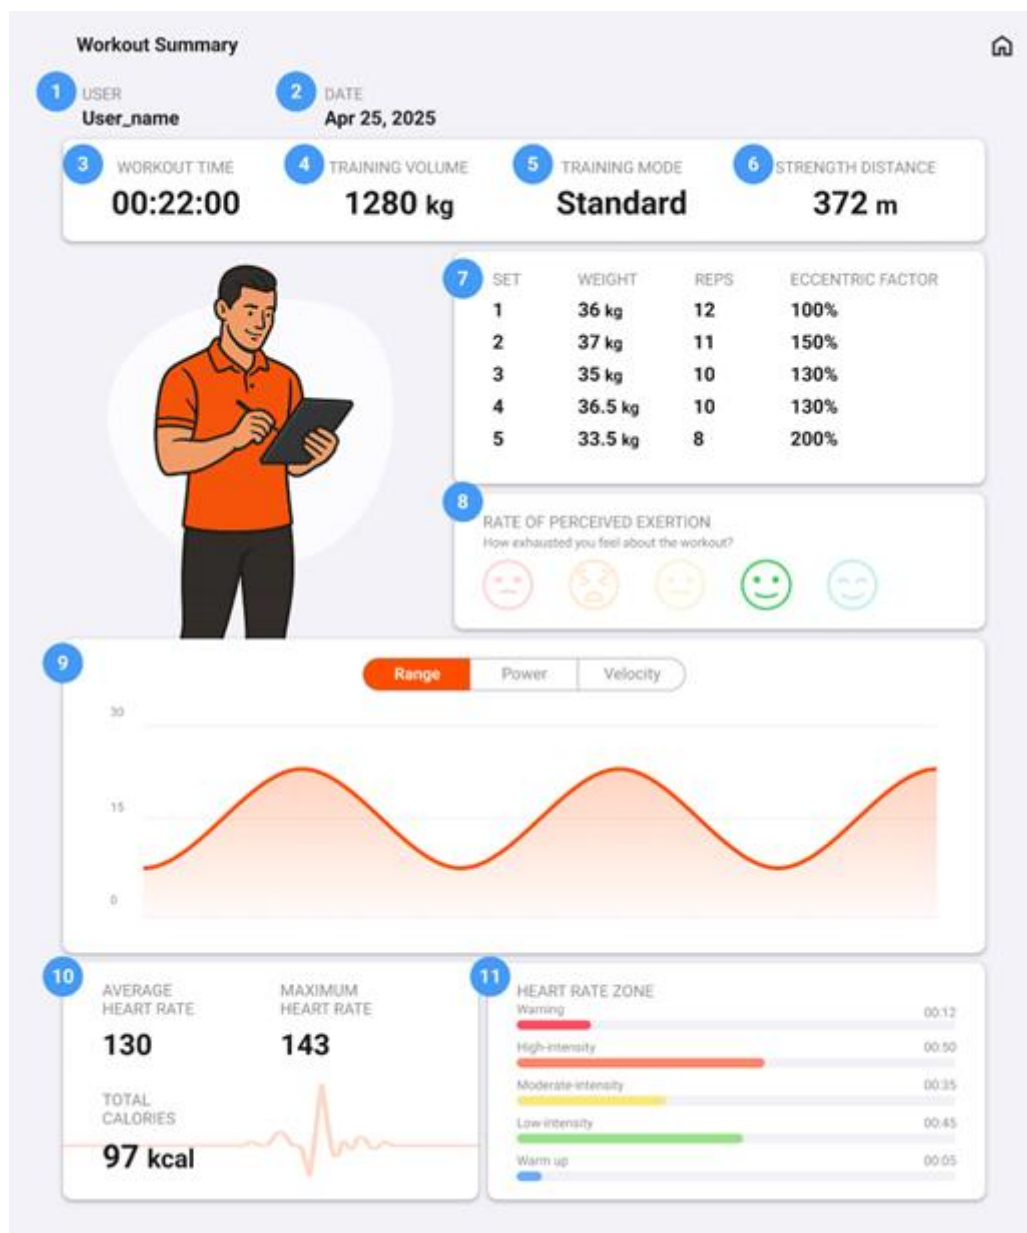 Workout Summary
1 USER
User_name
2 DATE
Apr 25, 2025
3 WORKOUT TIME
00:22:00
4 TRAINING VOLUME
1280 kg
5 TRAINING MODE
Standard
6 STRENGTH DISTANCE
372 m
7 SET WEIGHT REPS ECCENTRIC FACTOR
1 36 kg 12 100%
2 37 kg 11 150%
3 35 kg 10 130%
4 36.5 kg 10 130%
5 33.5 kg 8 200%
8
RATE OF PERCEIVED EXERTION
How exhausted you feel about the workout?
9
Range Power Velocity
30
15
0
10
AVERAGE
HEART RATE
130
MAXIMUM
HEART RATE
143
TOTAL
CALORIES
97 kcal
11
HEART RATE ZONE
Warning 00:12
High-intensity 00:50
Moderate-intensity 00:35
Low-intensity 00:45
Warm up 00:05